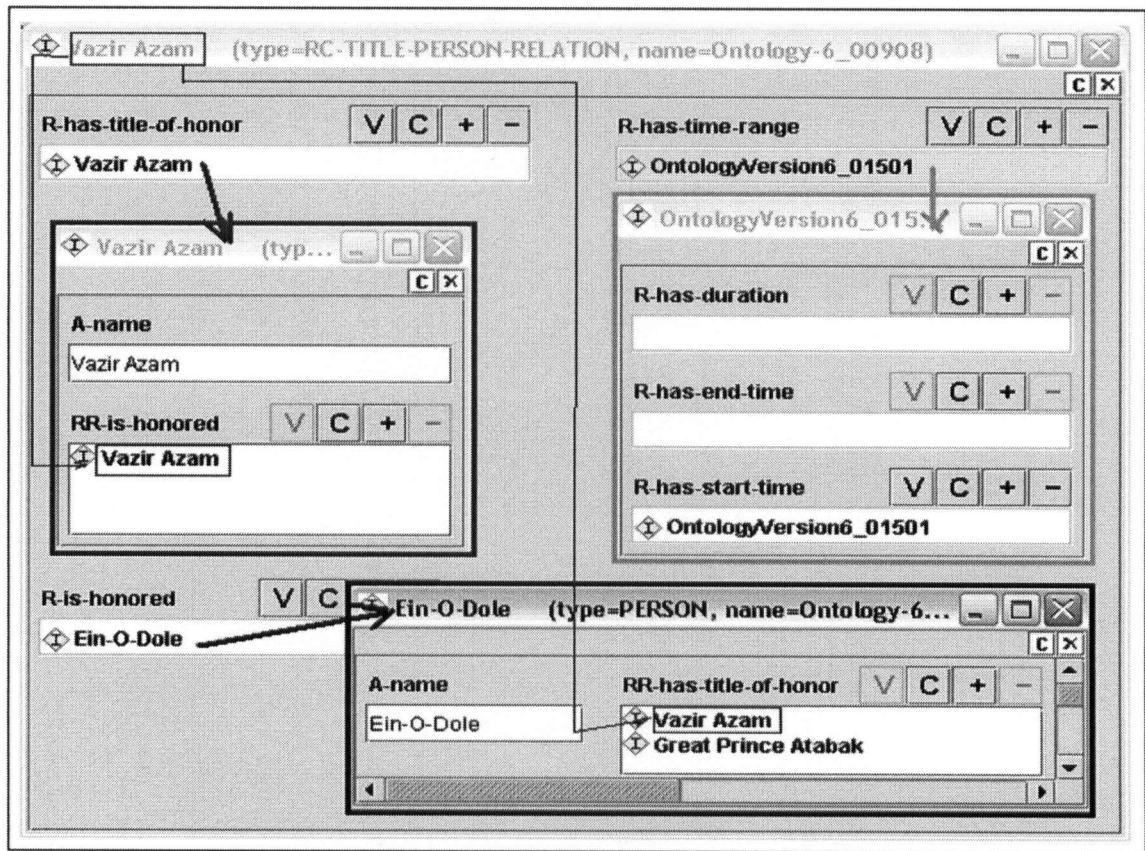 Vazir Azam (type=RC-TITLE-PERSON-RELATION, name=Ontology-6_00908)
C ×
R-has-title-of-honor V C + −
Vazir Azam
R-has-time-range V C + −
OntologyVersion6_01501
Vazir Azam (typ...
C ×
A-name
Vazir Azam
RR-is-honored V C + −
Vazir Azam
OntologyVersion6_015
C ×
R-has-duration V C + −
R-has-end-time V C + −
R-has-start-time V C + −
OntologyVersion6_01501
R-is-honored V C
Ein-O-Dole
Ein-O-Dole (type=PERSON, name=Ontology-6...
C ×
A-name
Ein-O-Dole
RR-has-title-of-honor V C + −
Vazir Azam
Great Prince Atabak